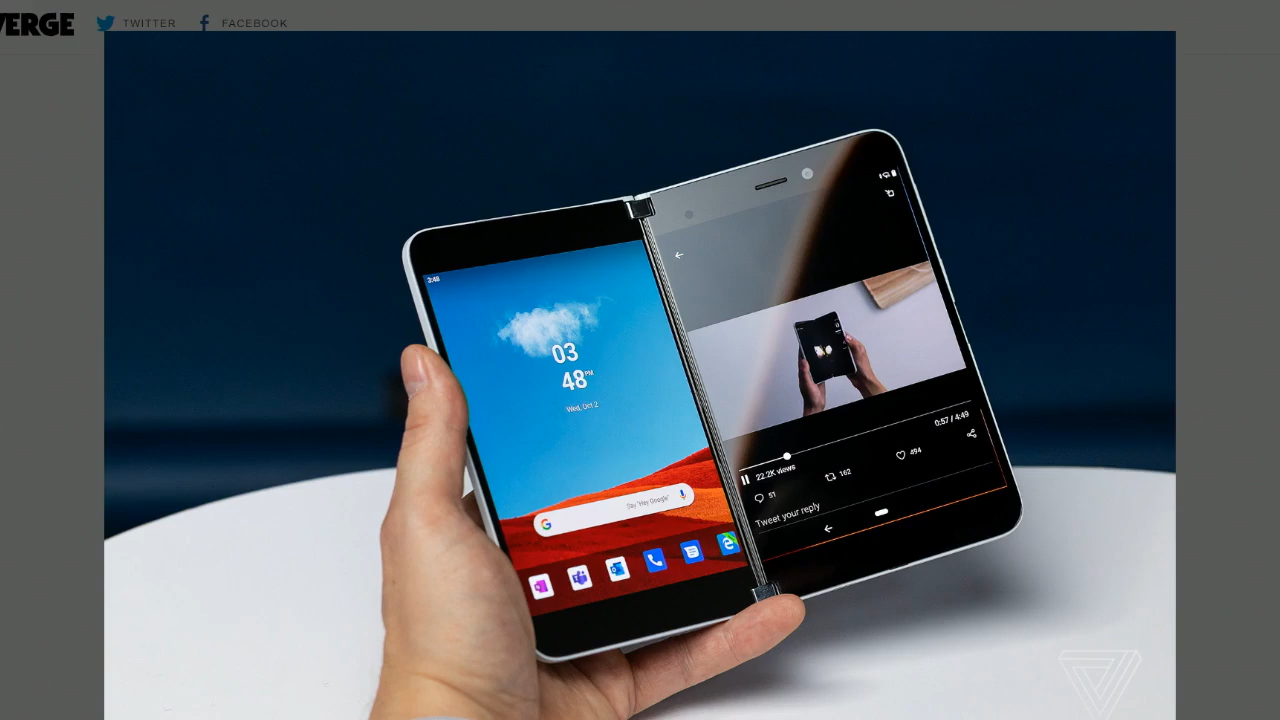 VERGE
TWITTER
FACEBOOK
3:48
03
48 PM
Wed, Oct 2
Say "Hey Google"
0:57 / 4:49
22.2K views
51
162
494
Tweet your reply